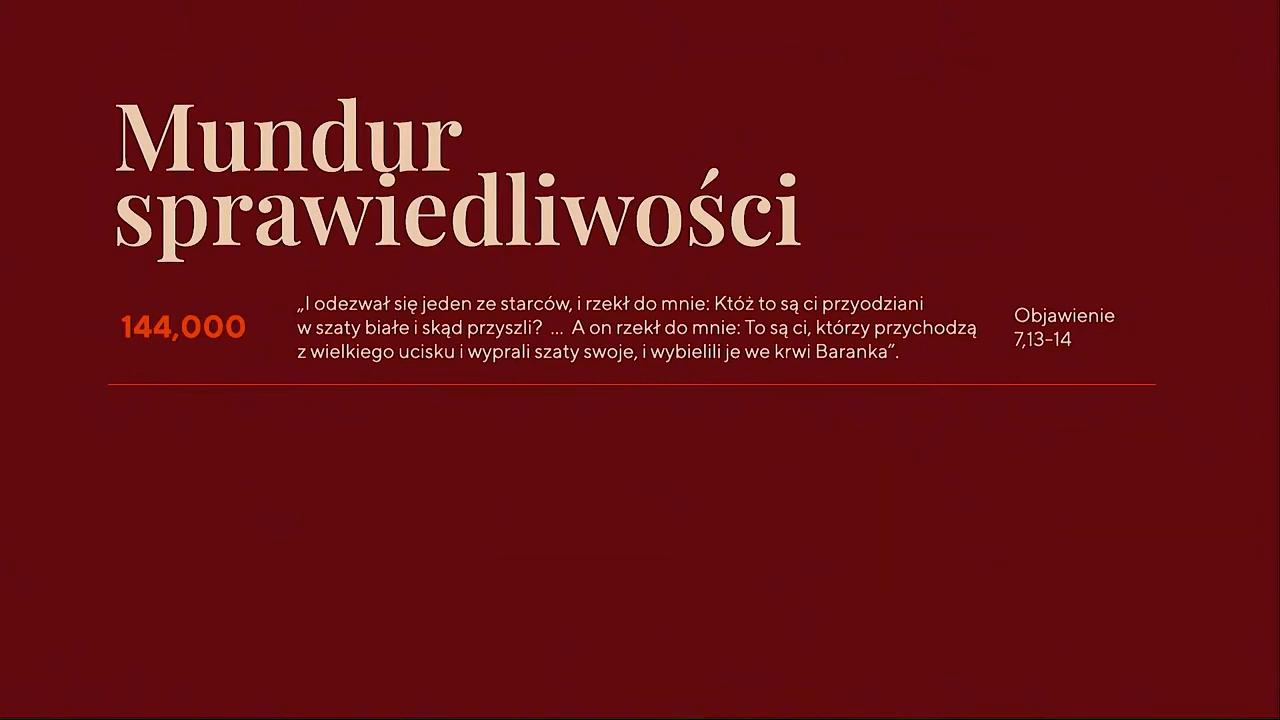 Mundur
sprawiedliwości
144,000
„I odezwał się jeden ze starców, i rzekł do mnie: Któż to są ci przyodziani
w szaty białe i skąd przyszli? ... A on rzekł do mnie: To są ci, którzy przychodzą
z wielkiego ucisku i wyprali szaty swoje, i wybielili je we krwi Baranka”.
Objawienie
7,13-14